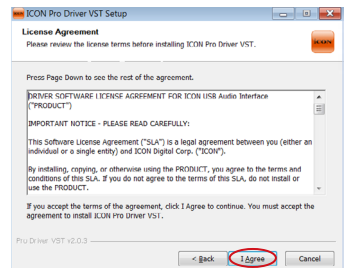 ICON Pro Driver VST Setup
License Agreement
Please review the license terms before installing ICON Pro Driver VST.
ICON
Press Page Down to see the rest of the agreement.
DRIVER SOFTWARE LICENSE AGREEMENT FOR ICON USB Audio Interface
("PRODUCT")
IMPORTANT NOTICE - PLEASE READ CAREFULLY:
This Software License Agreement ("SLA") is a legal agreement between you (either an
individual or a single entity) and ICON Digital Corp. ("ICON").
By installing, copying, or otherwise using the PRODUCT, you agree to the terms and
conditions of this SLA. If you do not agree to the terms of this SLA, do not install or
use the PRODUCT.
If you accept the terms of the agreement, click I Agree to continue. You must accept the
agreement to install ICON Pro Driver VST.
Pro Driver VST v2.0.3
< Back
I Agree
Cancel